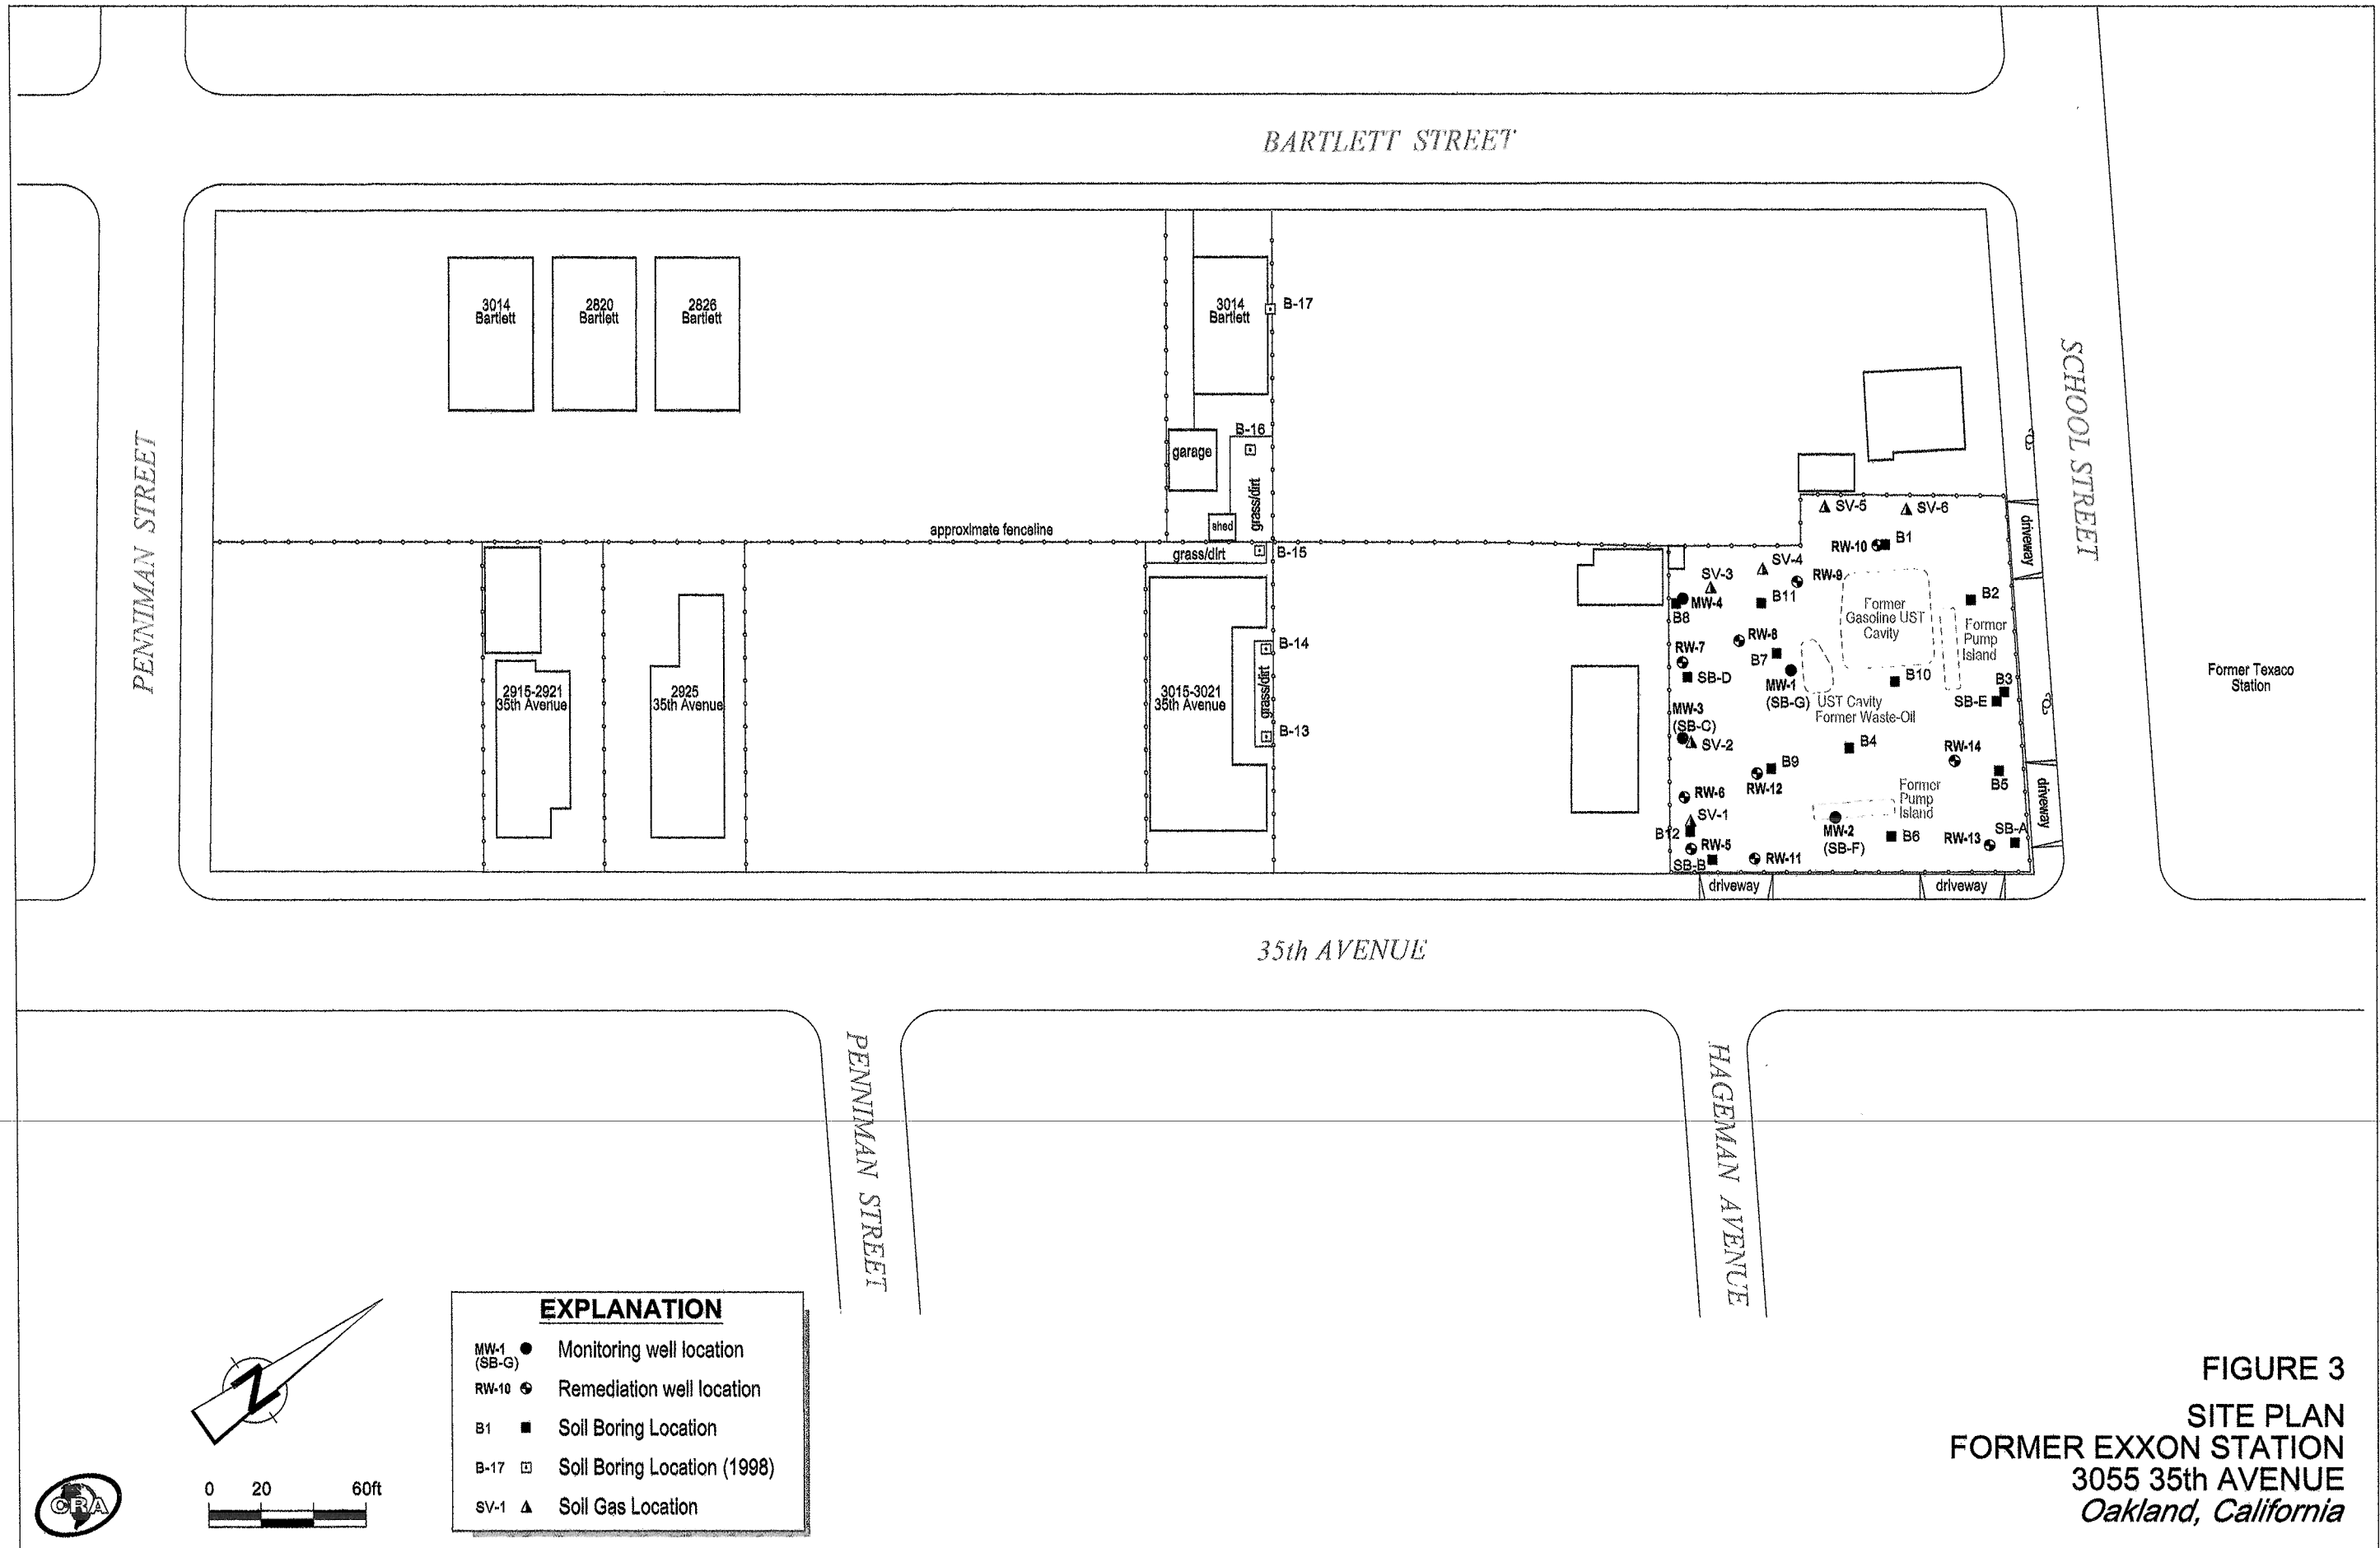 BARTLETT STREET
3014
Bartlett
2820
Bartlett
2826
Bartlett
3014
Bartlett
B-17
SCHOOL STREET
PENNIMAN STREET
B-16
garage
grass/dirt
shed
approximate fenceline
grass/dirt
B-15
SV-5
SV-6
driveway
RW-10
B1
SV-4
SV-3
RW-9
B11
MW-4
B8
B2
Former
Gasoline UST
Cavity
Former
Pump
Island
B-14
RW-8
RW-7
B7
SB-D
MW-1
(SB-G)
B10
B3
SB-E
UST Cavity
Former Waste-Oil
Former Texaco
Station
2915-2921
35th Avenue
2925
35th Avenue
3015-3021
35th Avenue
grass/dirt
B-13
MW-3
(SB-C)
SV-2
B4
RW-14
B9
RW-12
B5
RW-6
Former
Pump
Island
driveway
SV-1
B12
MW-2
(SB-F)
B6
RW-13
SB-A
RW-5
SB-B
RW-11
driveway
driveway
35th AVENUE
PENNIMAN STREET
HAGEMAN AVENUE
N
0 20 60ft
CRA
EXPLANATION
MW-1
(SB-G)
Monitoring well location
RW-10 Remediation well location
B1 Soil Boring Location
B-17 Soil Boring Location (1998)
SV-1 Soil Gas Location
FIGURE 3
SITE PLAN
FORMER EXXON STATION
3055 35th AVENUE
Oakland, California